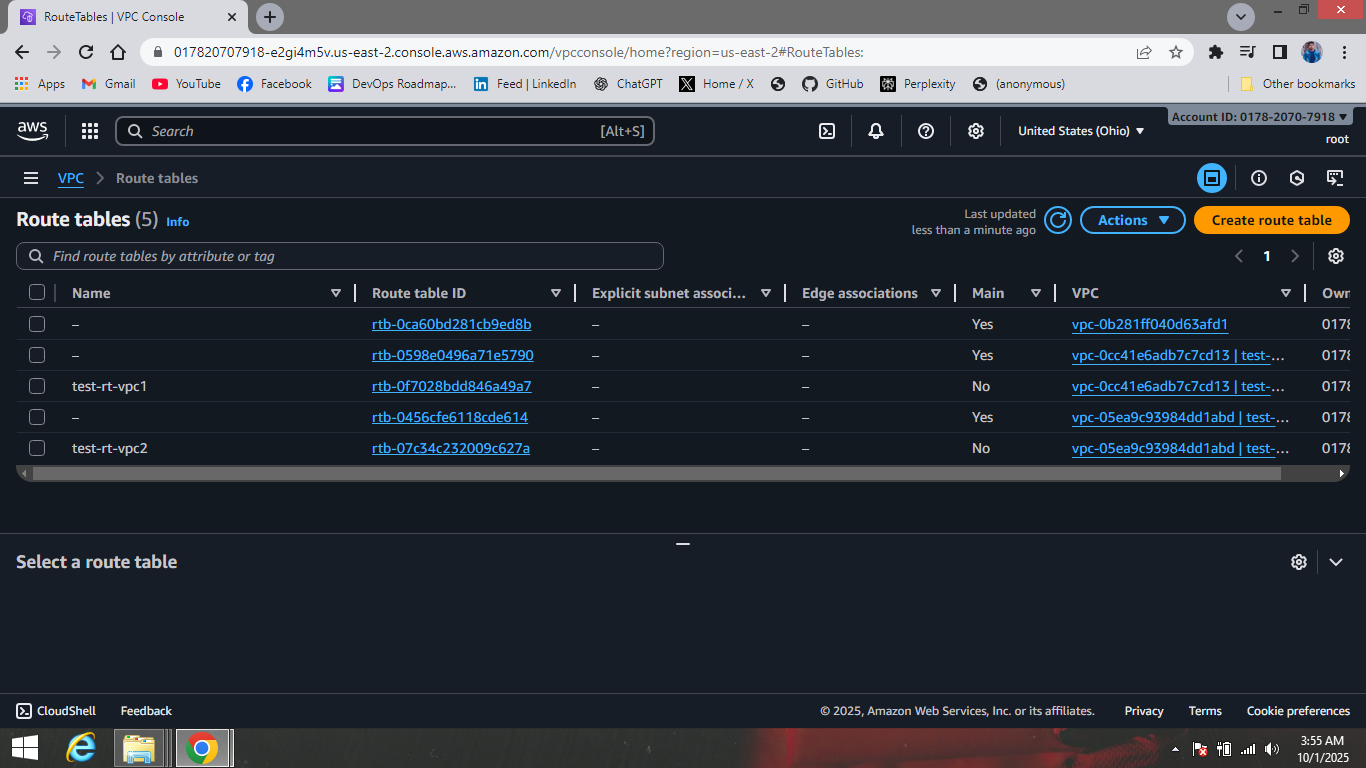 RouteTables | VPC Console
017820707918-e2gi4m5v.us-east-2.console.aws.amazon.com/vpcconsole/home?region=us-east-2#RouteTables:
Apps Gmail YouTube Facebook DevOps Roadmap... Feed | LinkedIn ChatGPT Home / X GitHub Perplexity (anonymous) Other bookmarks
aws Search [Alt+S] United States (Ohio) Account ID: 0178-2070-7918
root
VPC Route tables
Route tables (5) Info Last updated less than a minute ago Actions Create route table
Find route tables by attribute or tag 1
Name Route table ID Explicit subnet associ... Edge associations Main VPC Own
– rtb-0ca60bd281cb9ed8b – – Yes vpc-0b281ff040d63afd1 0178
– rtb-0598e0496a71e5790 – – Yes vpc-0cc41e6adb7c7cd13 | test-... 0178
test-rt-vpc1 rtb-0f7028bdd846a49a7 – – No vpc-0cc41e6adb7c7cd13 | test-... 0178
– rtb-0456cfe6118cde614 – – Yes vpc-05ea9c93984dd1abd | test-... 0178
test-rt-vpc2 rtb-07c34c232009c627a – – No vpc-05ea9c93984dd1abd | test-... 0178
Select a route table
CloudShell Feedback © 2025, Amazon Web Services, Inc. or its affiliates. Privacy Terms Cookie preferences
3:55 AM
10/1/2025